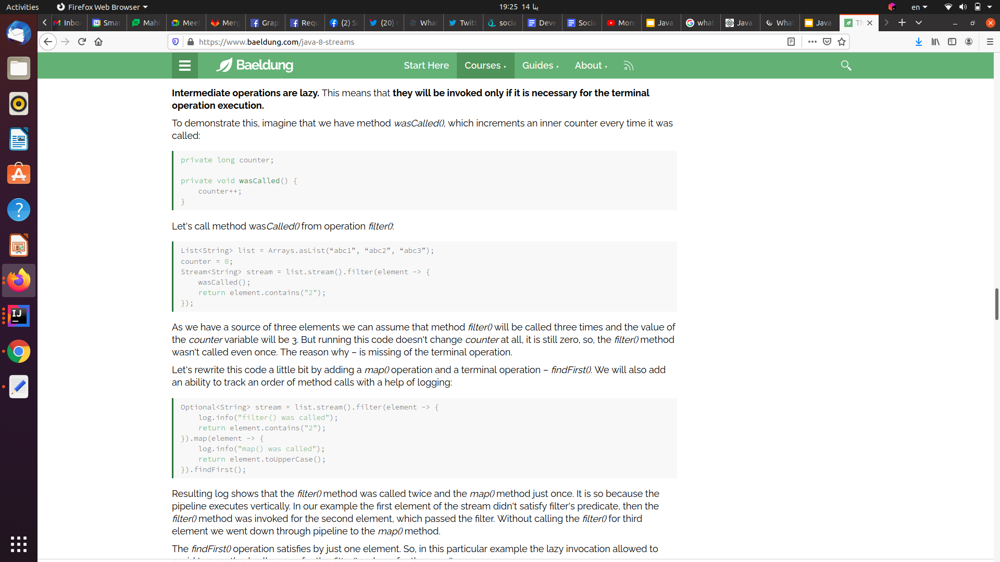 Activities
Firefox Web Browser
19:25 14 ينا
en
Inbo
Smar
Mahi
Meet
Merg
Grap
Requ
(2) S
(20)
Wha
Twitt
socia
Deve
Socia
Mon
Java
what
Java
Wha
Java
Th
https://www.baeldung.com/java-8-streams
Baeldung
Start Here
Courses
Guides
About
Intermediate operations are lazy. This means that they will be invoked only if it is necessary for the terminal
operation execution.
To demonstrate this, imagine that we have method wasCalled(), which increments an inner counter every time it was
called:
private long counter;
private void wasCalled() {
counter++;
}
Let's call method wasCalled() from operation filter():
List<String> list = Arrays.asList(“abc1”, “abc2”, “abc3”);
counter = 0;
Stream<String> stream = list.stream().filter(element -> {
wasCalled();
return element.contains("2");
});
As we have a source of three elements we can assume that method filter() will be called three times and the value of
the counter variable will be 3. But running this code doesn't change counter at all, it is still zero, so, the filter() method
wasn't called even once. The reason why – is missing of the terminal operation.
Let's rewrite this code a little bit by adding a map() operation and a terminal operation – findFirst(). We will also add
an ability to track an order of method calls with a help of logging:
Optional<String> stream = list.stream().filter(element -> {
log.info("filter() was called");
return element.contains("2");
}).map(element -> {
log.info("map() was called");
return element.toUpperCase();
}).findFirst();
Resulting log shows that the filter() method was called twice and the map() method just once. It is so because the
pipeline executes vertically. In our example the first element of the stream didn't satisfy filter's predicate, then the
filter() method was invoked for the second element, which passed the filter. Without calling the filter() for third
element we went down through pipeline to the map() method.
The findFirst() operation satisfies by just one element. So, in this particular example the lazy invocation allowed to